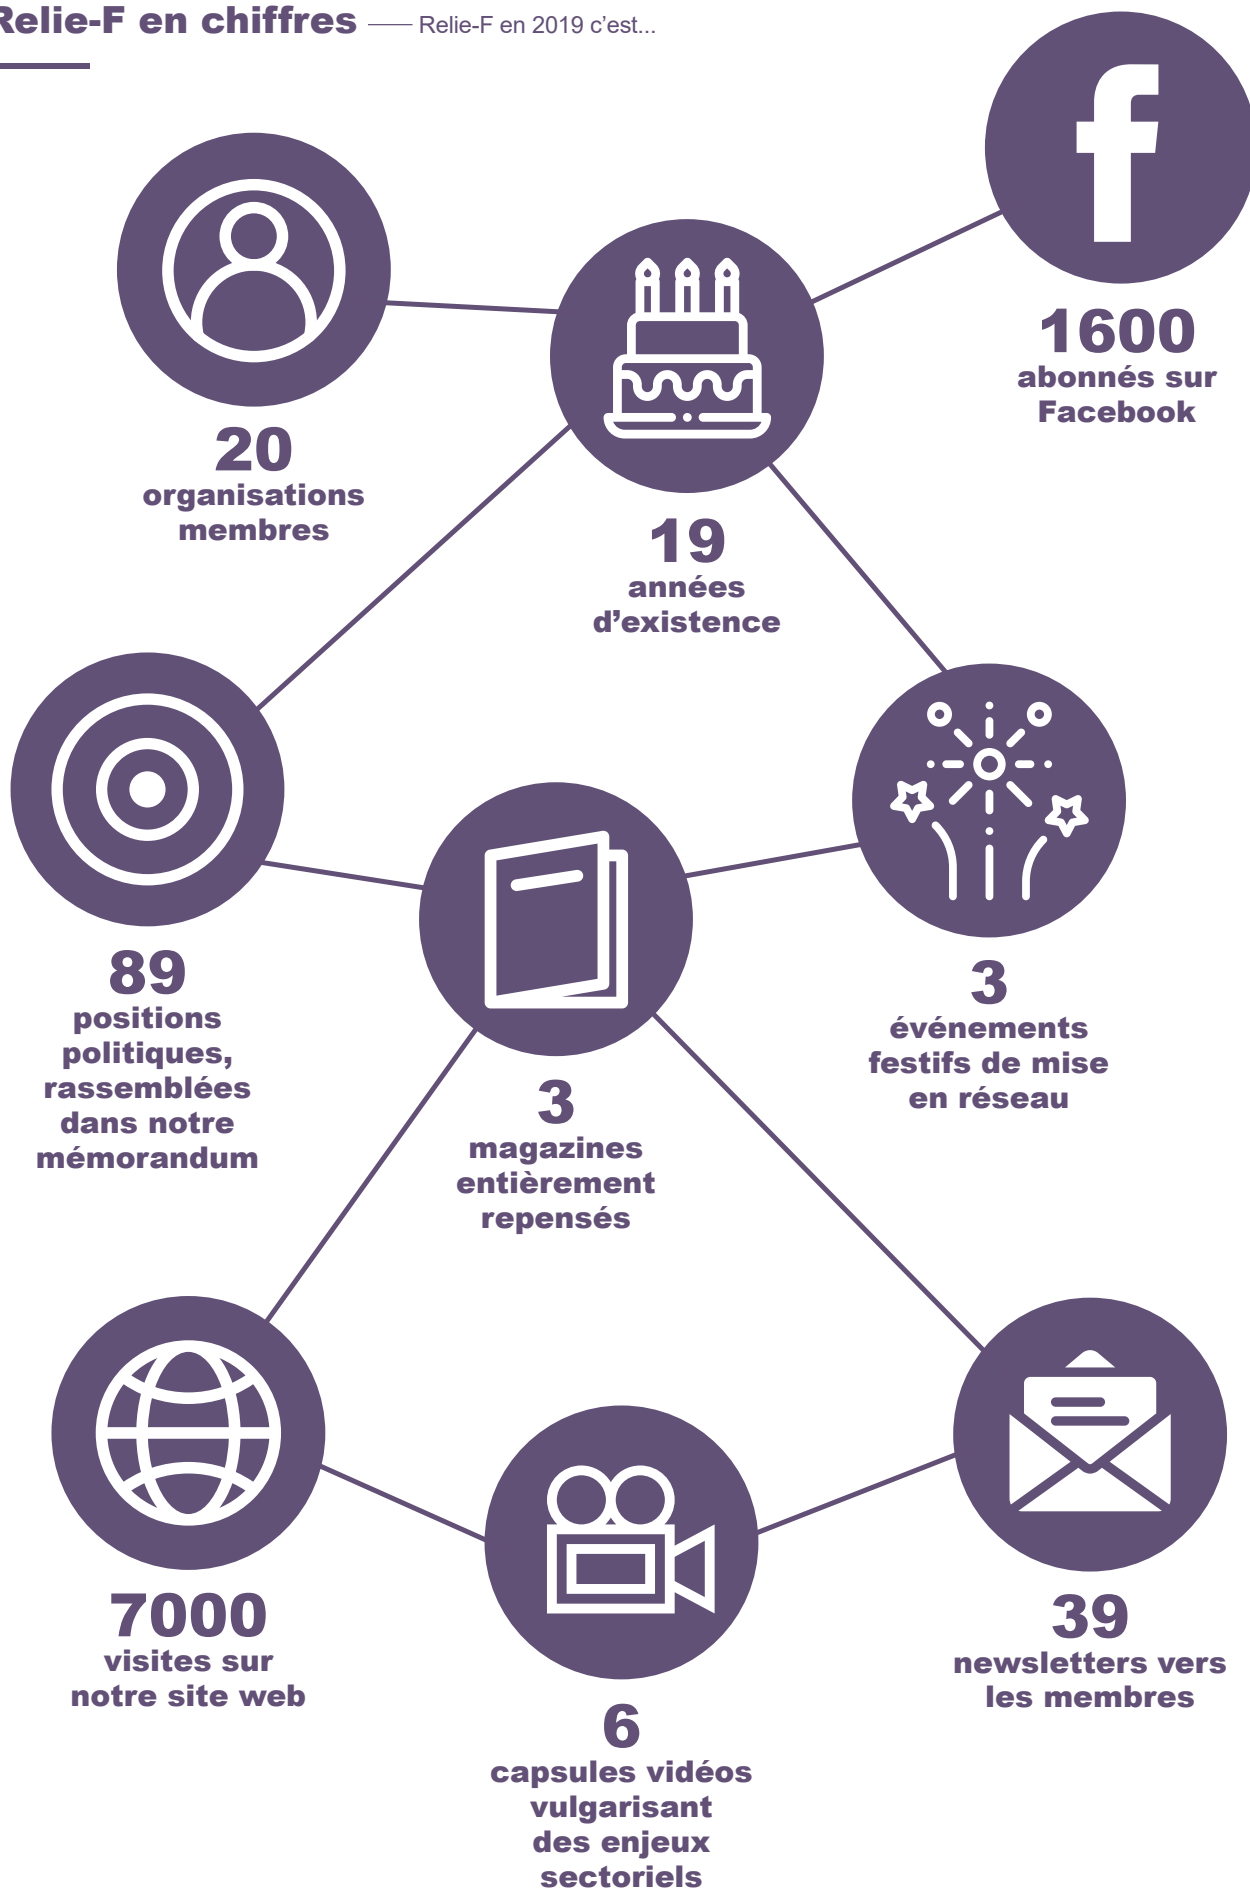 Relie-F en chiffres — Relie-F en 2019 c'est...
1600
abonnés sur
Facebook
20
organisations
membres
19
années
d'existence
89
positions
politiques,
rassemblées
dans notre
mémorandum
3
événements
festifs de mise
en réseau
3
magazines
entièrement
repensés
7000
visites sur
notre site web
39
newsletters vers
les membres
6
capsules vidéos
vulgarisant
des enjeux
sectoriels